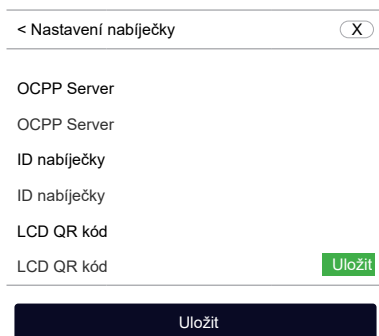 < Nastavení nabíječky X
OCPP Server
OCPP Server
ID nabíječky
ID nabíječky
LCD QR kód
LCD QR kód Uložit
Uložit